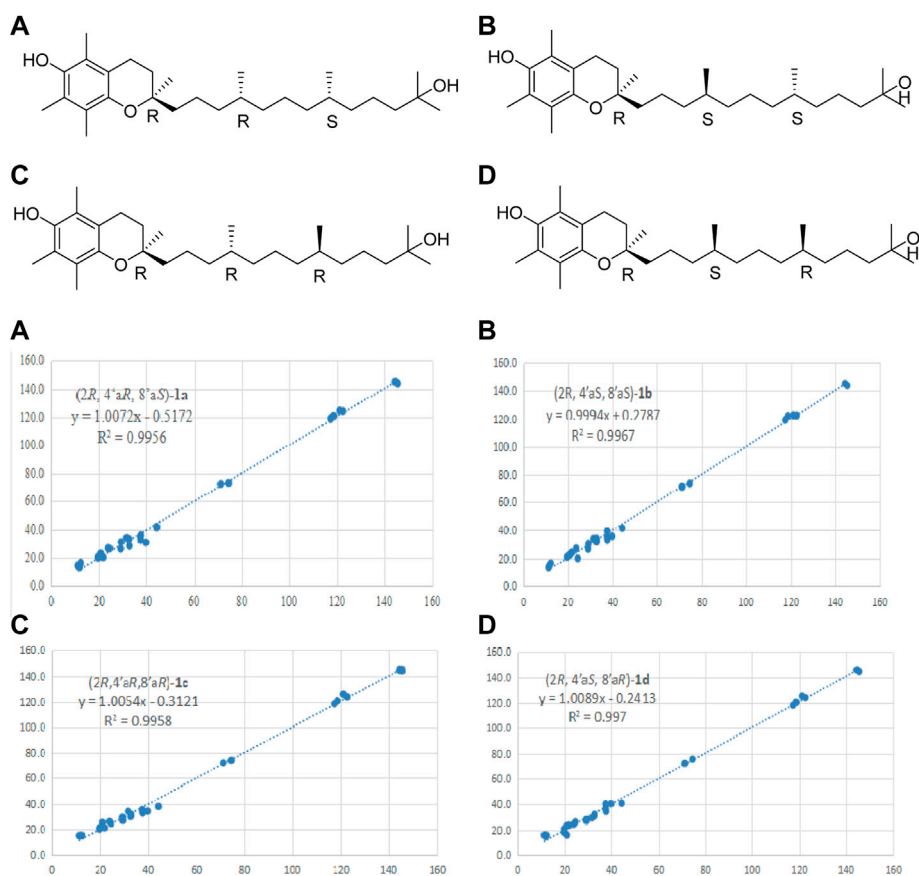 A
B
HO
O
R
R
S
OH
HO
O
R
S
S
O
H
C
D
HO
O
R
R
R
OH
HO
O
R
S
R
O
H
A
B
160.0
140.0
120.0
100.0
80.0
60.0
40.0
20.0
0.0
(2R, 4'aR, 8'aS)-1a
y = 1.0072x - 0.5172
R² = 0.9956
0 20 40 60 80 100 120 140 160
160.0
140.0
120.0
100.0
80.0
60.0
40.0
20.0
0.0
(2R, 4'aS, 8'aS)-1b
y = 0.9994x + 0.2787
R² = 0.9967
0 20 40 60 80 100 120 140 160
C
D
160.0
140.0
120.0
100.0
80.0
60.0
40.0
20.0
0.0
(2R,4'aR,8'aR)-1c
y = 1.0054x - 0.3121
R² = 0.9958
0 20 40 60 80 100 120 140 160
160.0
140.0
120.0
100.0
80.0
60.0
40.0
20.0
0.0
(2R, 4'aS, 8'aR)-1d
y = 1.0089x - 0.2413
R² = 0.997
0 20 40 60 80 100 120 140 160